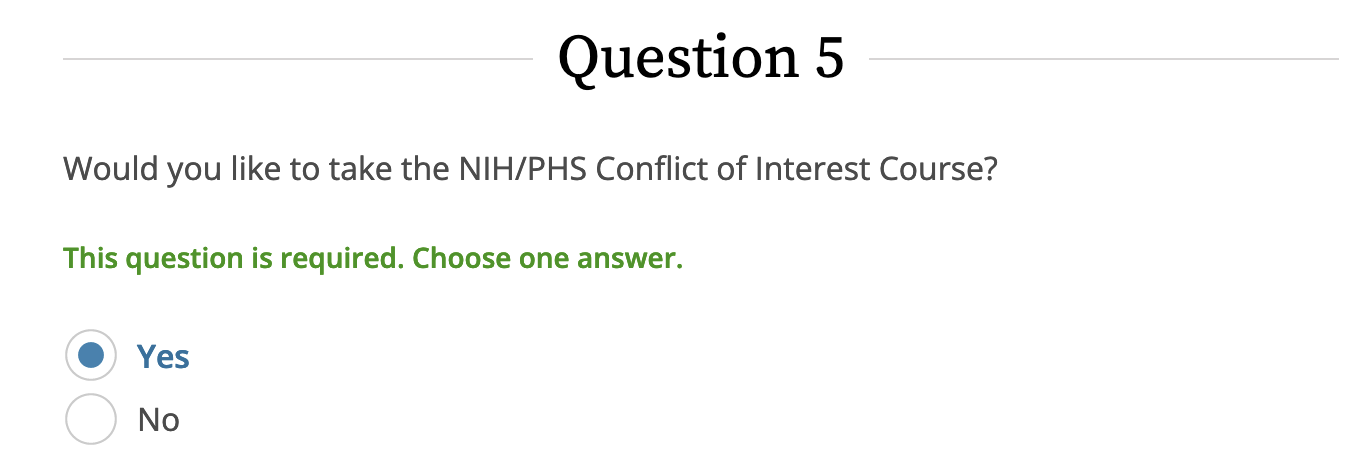 Question 5
Would you like to take the NIH/PHS Conflict of Interest Course?
This question is required. Choose one answer.
Yes
No